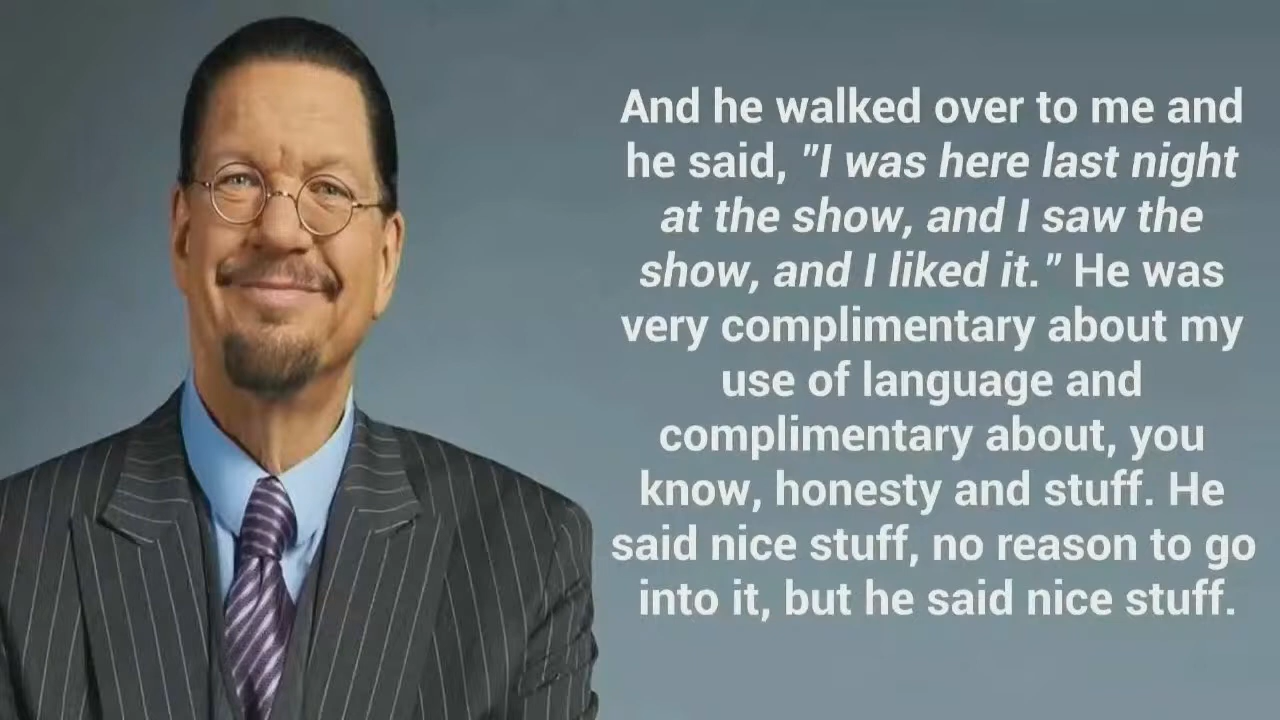 And he walked over to me and
he said, "I was here last night
at the show, and I saw the
show, and I liked it." He was
very complimentary about my
use of language and
complimentary about, you
know, honesty and stuff. He
said nice stuff, no reason to go
into it, but he said nice stuff.